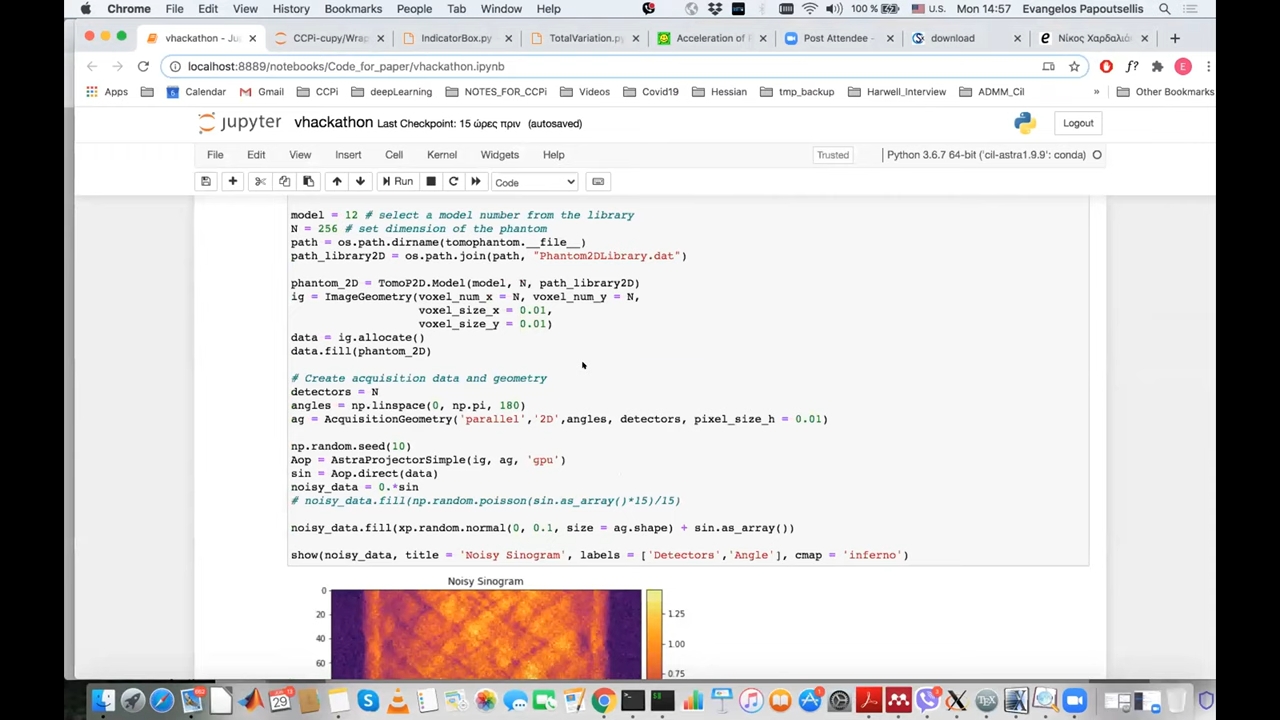 Chrome File Edit View History Bookmarks People Tab Window Help 100 % U.S. Mon 14:57 Evangelos Papoutsellis
vhackathon - Ju CCPi-cupy/Wrap IndicatorBox.py TotalVariation.py Acceleration of Post Attendee - download Νίκος Χαρδαλιά
localhost:8889/notebooks/Code_for_paper/vhackathon.ipynb
Apps Calendar Gmail CCPi deepLearning NOTES_FOR_CCPi Videos Covid19 Hessian tmp_backup Harwell_Interview ADMM_Cil » Other Bookmarks
jupyter vhackathon Last Checkpoint: 15 ώρες πριν (autosaved) Logout
File Edit View Insert Cell Kernel Widgets Help Trusted Python 3.6.7 64-bit ('cil-astra1.9.9': conda)
Run Code
model = 12 # select a model number from the library
N = 256 # set dimension of the phantom
path = os.path.dirname(tomophantom.__file__)
path_library2D = os.path.join(path, "Phantom2DLibrary.dat")
phantom_2D = TomoP2D.Model(model, N, path_library2D)
ig = ImageGeometry(voxel_num_x = N, voxel_num_y = N,
voxel_size_x = 0.01,
voxel_size_y = 0.01)
data = ig.allocate()
data.fill(phantom_2D)
# Create acquisition data and geometry
detectors = N
angles = np.linspace(0, np.pi, 180)
ag = AcquisitionGeometry('parallel','2D',angles, detectors, pixel_size_h = 0.01)
np.random.seed(10)
Aop = AstraProjectorSimple(ig, ag, 'gpu')
sin = Aop.direct(data)
noisy_data = 0.*sin
# noisy_data.fill(np.random.poisson(sin.as_array()*15)/15)
noisy_data.fill(xp.random.normal(0, 0.1, size = ag.shape) + sin.as_array())
show(noisy_data, title = 'Noisy Sinogram', labels = ['Detectors','Angle'], cmap = 'inferno')
Noisy Sinogram
0
20
40
60
1.25
1.00
0.75